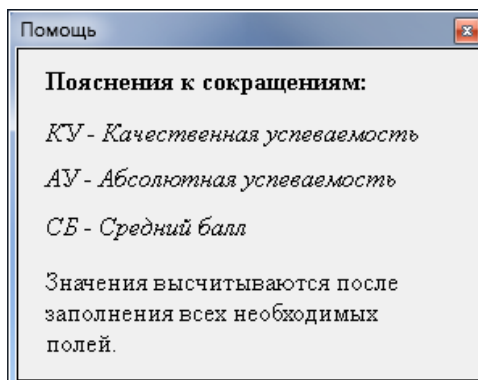 Помощь
Пояснения к сокращениям:
КУ - Качественная успеваемость
АУ - Абсолютная успеваемость
СБ - Средний балл
Значения высчитываются после
заполнения всех необходимых
полей.